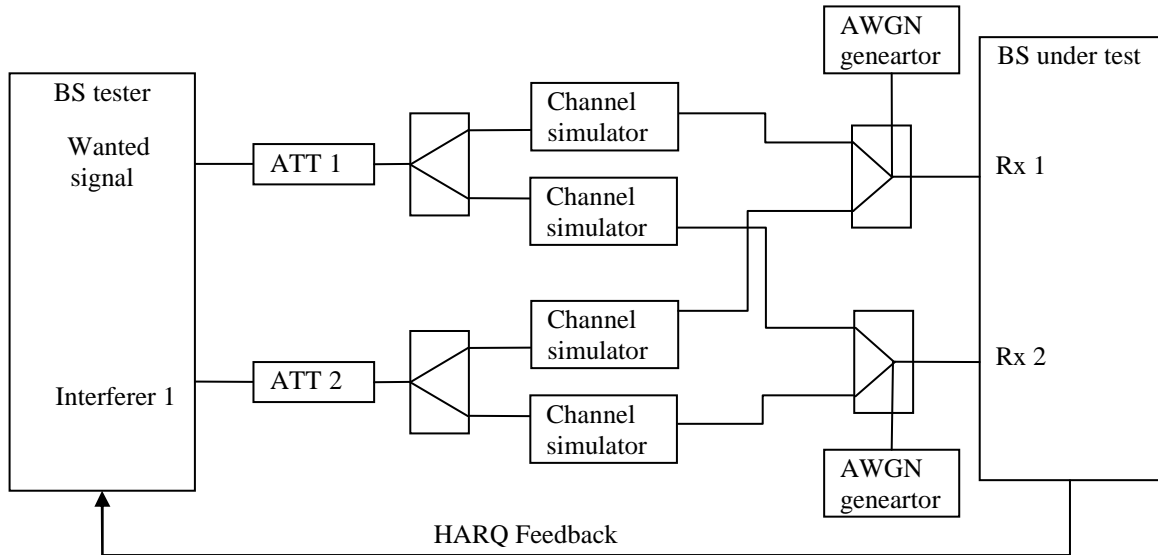 AWGN
geneartor
BS under test
BS tester
Wanted
signal
ATT 1
Channel
simulator
Channel
simulator
Rx 1
Interferer 1
ATT 2
Channel
simulator
Channel
simulator
Rx 2
AWGN
geneartor
HARQ Feedback